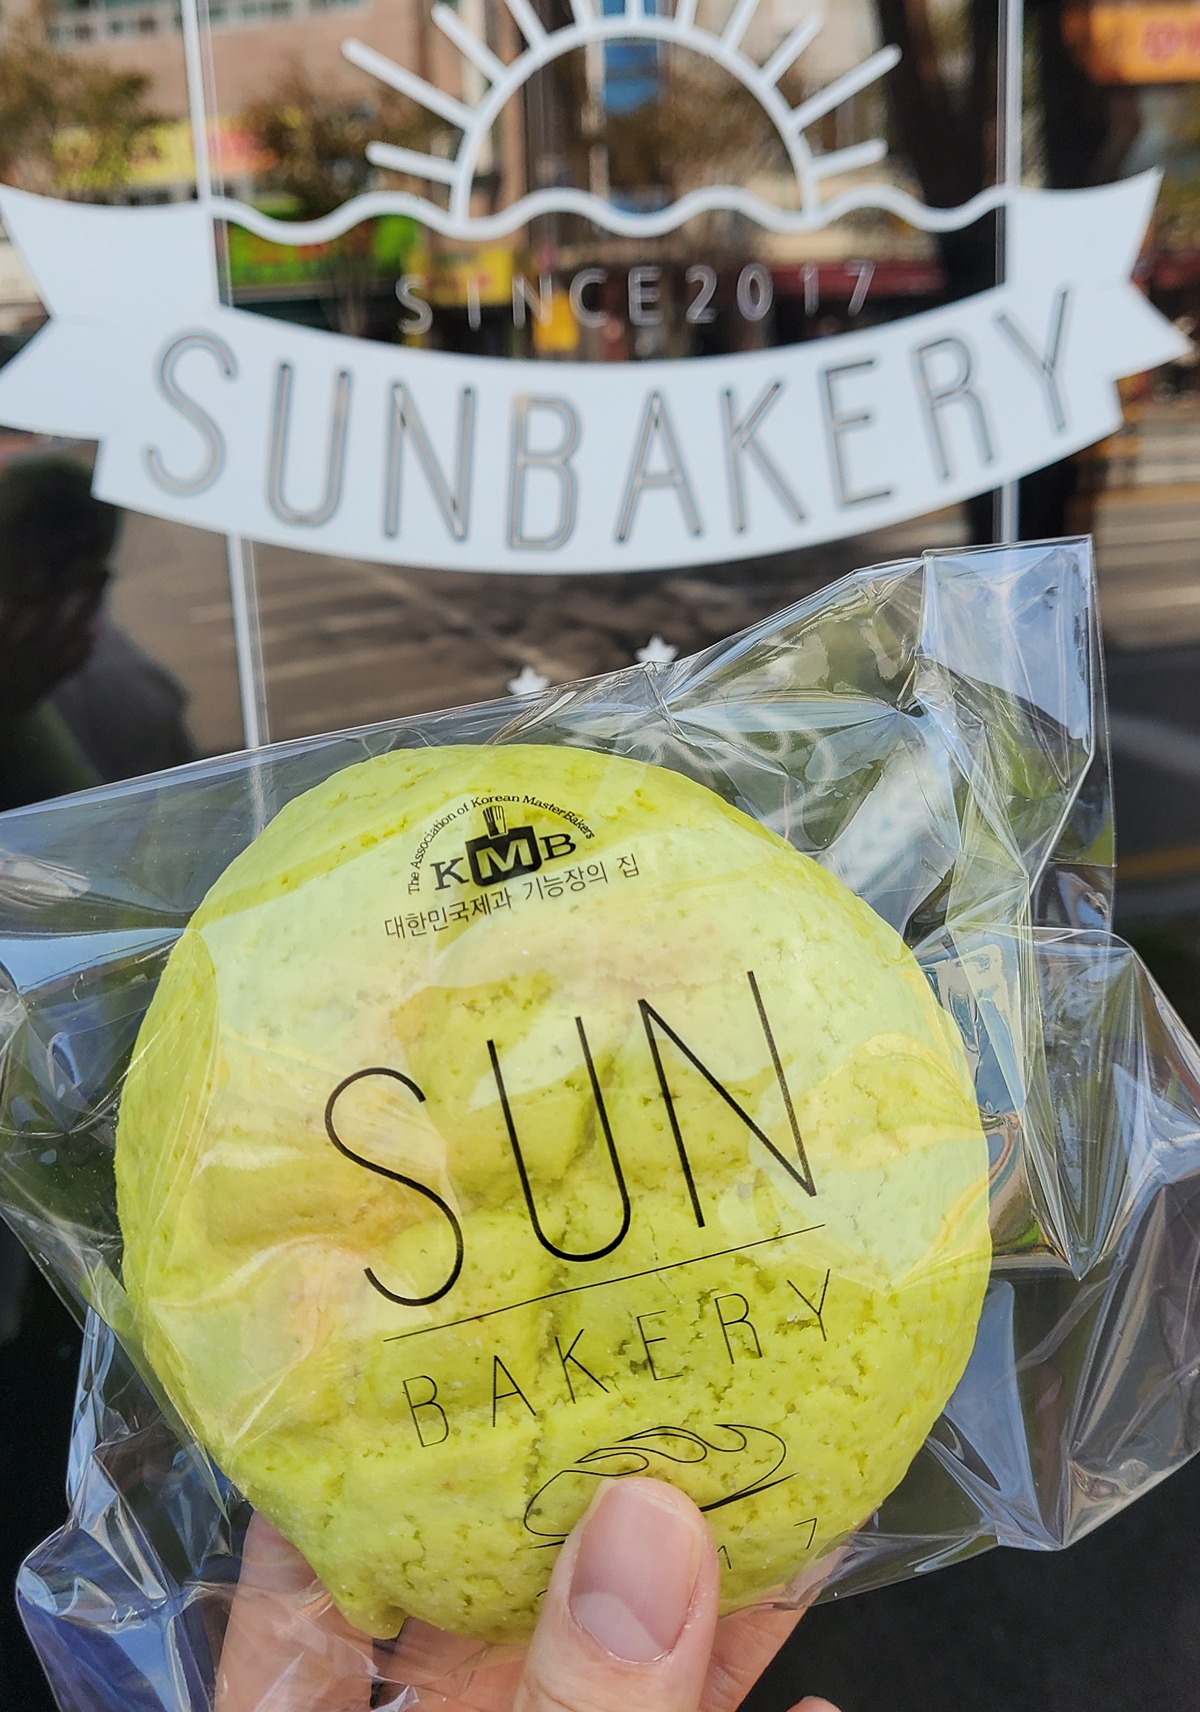 SINCE2017
SUNBAKERY
The Association of Korean Master Bakers
KMB
대한민국제과 기능장의 집
SUN
BAKERY